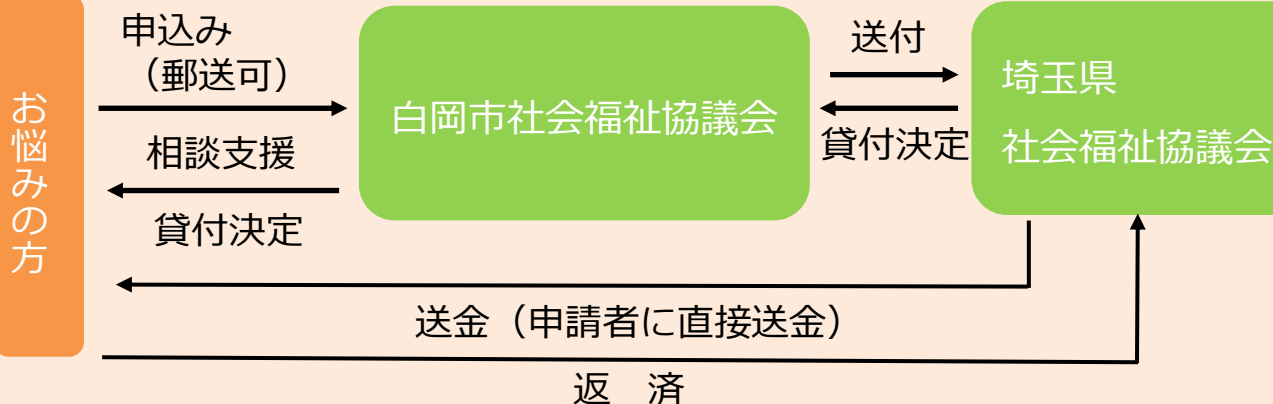 お悩みの方
申込み
（郵送可）
相談支援
貸付決定
白岡市社会福祉協議会
送付
貸付決定
埼玉県
社会福祉協議会
送金（申請者に直接送金）
返　済